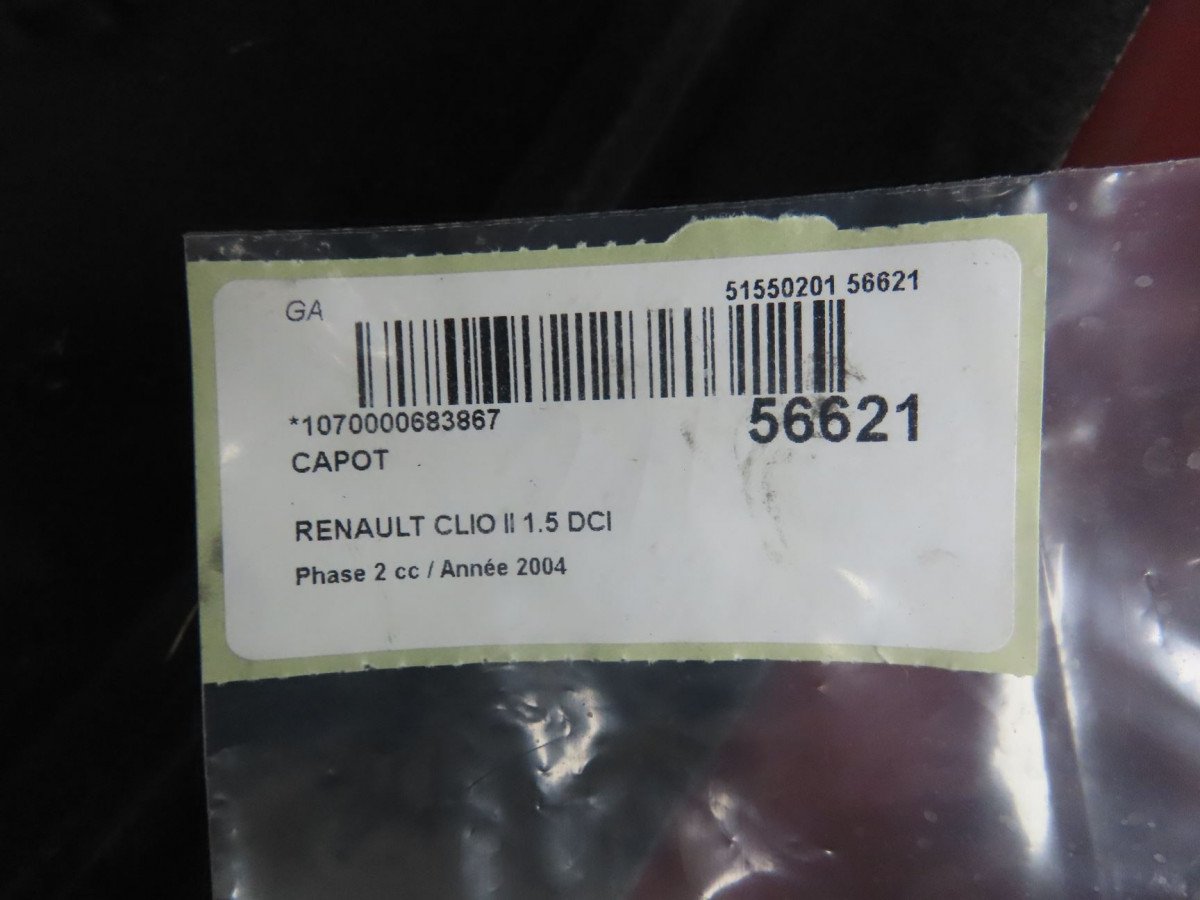 GA
51550201 56621
*1070000683867
56621
CAPOT
RENAULT CLIO II 1.5 DCI
Phase 2 cc / Année 2004